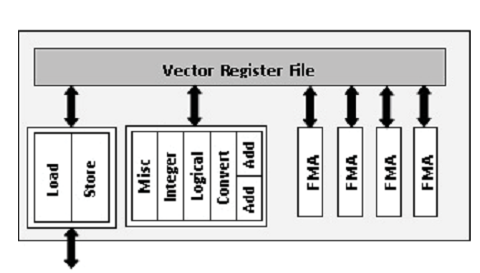 Vector Register File
Load
Store
Misc
Integer
Logical
Convert
Add
Add
FMA
FMA
FMA
FMA